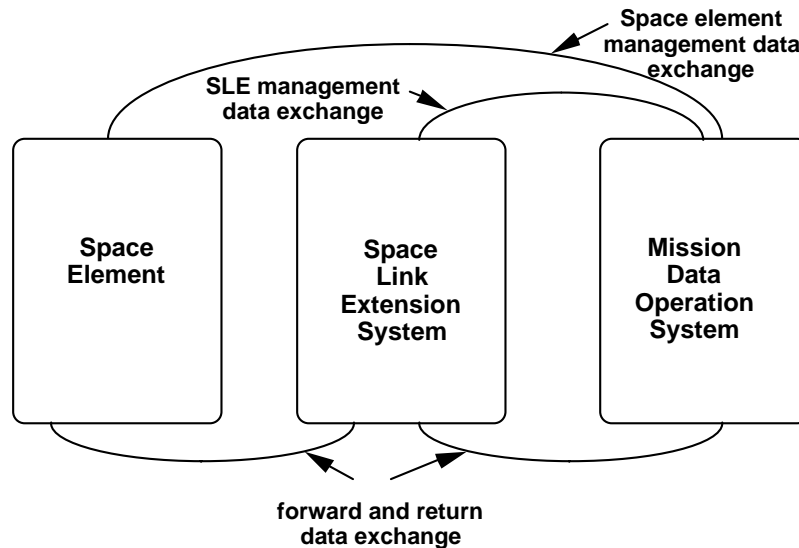 Space element
management data
exchange
SLE management
data exchange
Space
Element
Space
Link
Extension
System
Mission
Data
Operation
System
forward and return
data exchange